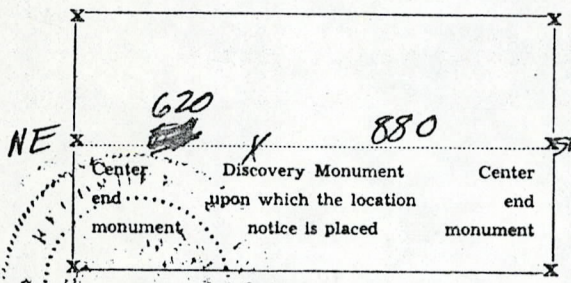 X X
620
NE X 880 X
X
Center Discovery Monument Center
end upon which the location end
monument notice is placed monument
X X